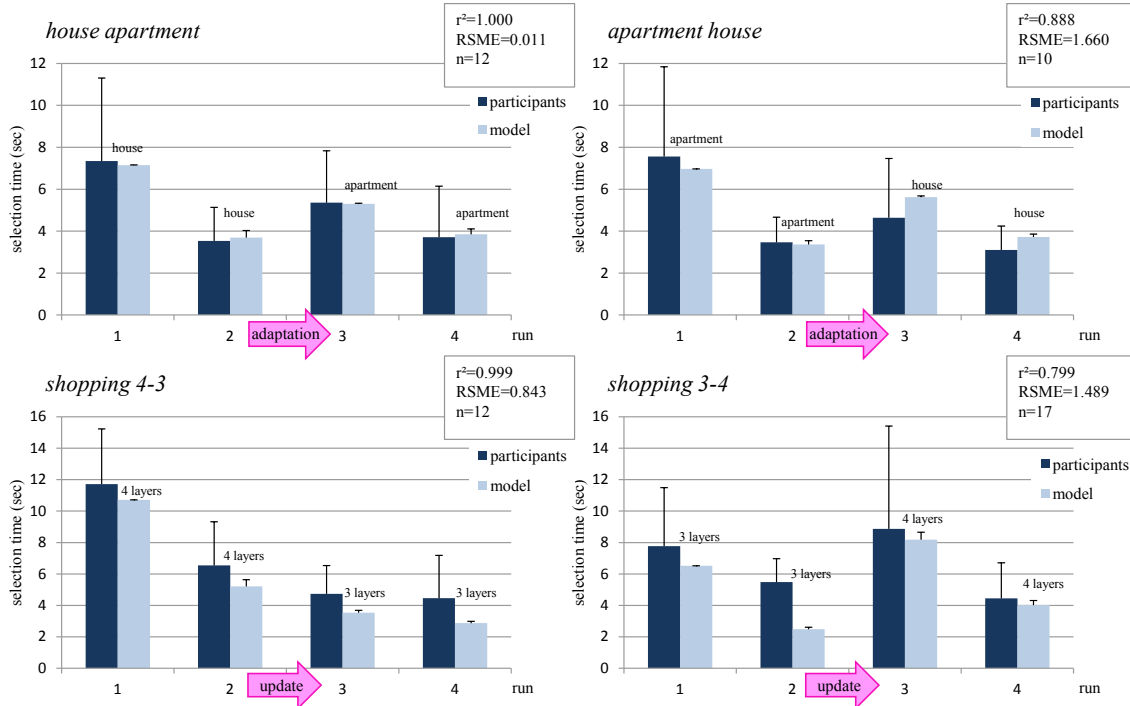 house apartment
r²=1.000
RSME=0.011
n=12
participants
model
selection time (sec)
12
10
8
6
4
2
0
house
house
apartment
apartment
1
2
adaptation
3
4
run
apartment house
r²=0.888
RSME=1.660
n=10
participants
model
selection time (sec)
12
10
8
6
4
2
0
apartment
apartment
house
house
1
2
adaptation
3
4
run
shopping 4-3
r²=0.999
RSME=0.843
n=12
participants
model
selection time (sec)
16
14
12
10
8
6
4
2
0
4 layers
4 layers
3 layers
3 layers
1
2
update
3
4
run
shopping 3-4
r²=0.799
RSME=1.489
n=17
participants
model
selection time (sec)
16
14
12
10
8
6
4
2
0
3 layers
3 layers
4 layers
4 layers
1
2
update
3
4
run